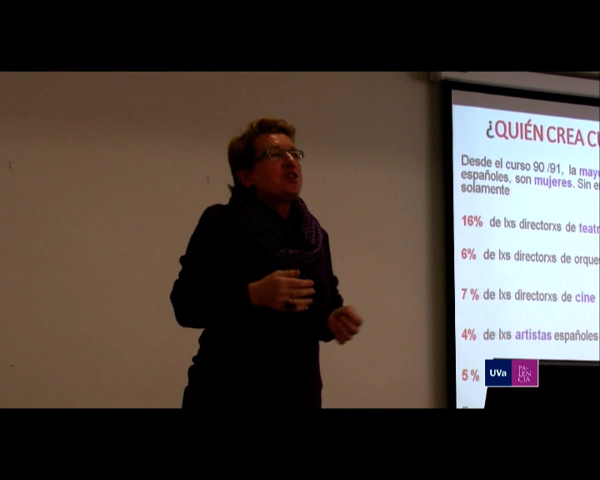 ¿QUIÉN CREA CU
Desde el curso 90 /91, la mayo
españoles, son mujeres. Sin e
solamente
16% de lxs directorxs de teatr
6% de lxs directorxs de orque
7 % de lxs directorxs de cine
4% de lxs artistas españoles
5 %
UVa
PA-
LEN
CIA